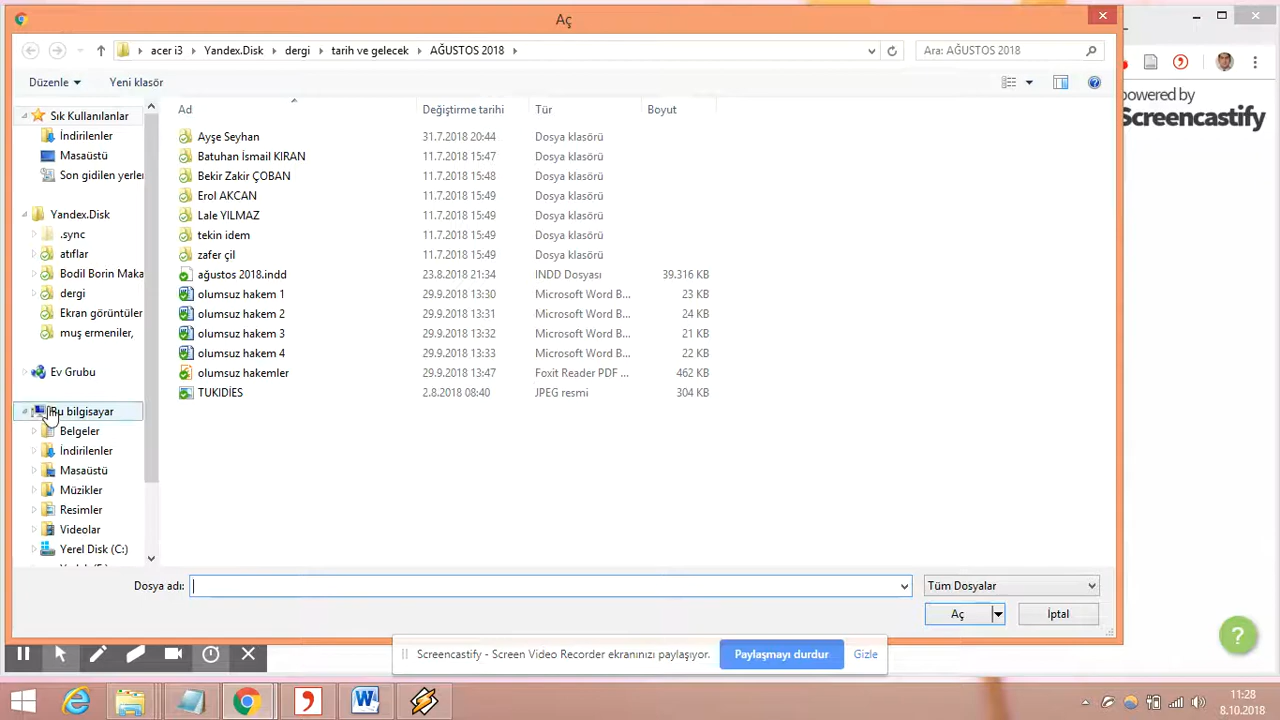 Aç
acer i3 Yandex.Disk dergi tarih ve gelecek AĞUSTOS 2018
Ara: AĞUSTOS 2018
Düzenle Yeni klasör
Sık Kullanılanlar
İndirilenler
Masaüstü
Son gidilen yerle
Yandex.Disk
.sync
atıflar
Bodil Borin Maka
dergi
Ekran görüntüler
muş ermeniler,
Ev Grubu
Bu bilgisayar
Belgeler
İndirilenler
Masaüstü
Müzikler
Resimler
Videolar
Yerel Disk (C:)
Ad Değiştirme tarihi Tür Boyut
Ayşe Seyhan 31.7.2018 20:44 Dosya klasörü
Batuhan İsmail KIRAN 11.7.2018 15:47 Dosya klasörü
Bekir Zakir ÇOBAN 11.7.2018 15:48 Dosya klasörü
Erol AKCAN 11.7.2018 15:49 Dosya klasörü
Lale YILMAZ 11.7.2018 15:49 Dosya klasörü
tekin idem 11.7.2018 15:49 Dosya klasörü
zafer çil 11.7.2018 15:49 Dosya klasörü
ağustos 2018.indd 23.8.2018 21:34 INDD Dosyası 39.316 KB
olumsuz hakem 1 29.9.2018 13:30 Microsoft Word B... 23 KB
olumsuz hakem 2 29.9.2018 13:31 Microsoft Word B... 24 KB
olumsuz hakem 3 29.9.2018 13:32 Microsoft Word B... 21 KB
olumsuz hakem 4 29.9.2018 13:33 Microsoft Word B... 22 KB
olumsuz hakemler 29.9.2018 13:47 Foxit Reader PDF ... 462 KB
TUKIDİES 2.8.2018 08:40 JPEG resmi 304 KB
Dosya adı: Tüm Dosyalar
Aç İptal
powered by
Screencastify
Screencastify - Screen Video Recorder ekranınızı paylaşıyor. Paylaşmayı durdur Gizle
?
11:28
8.10.2018